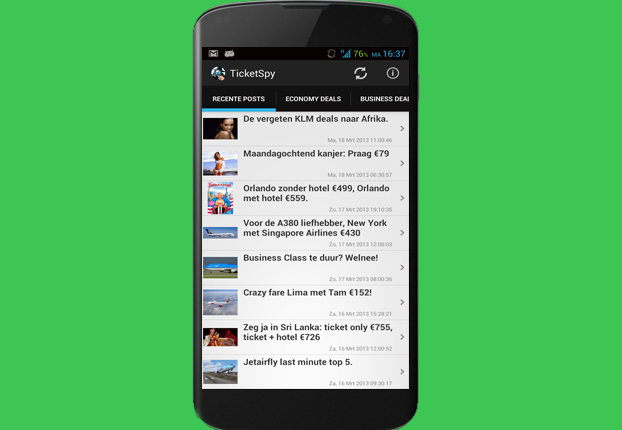 76% MA 16:37
TicketSpy
RECENTE POSTS ECONOMY DEALS BUSINESS DEAL
De vergeten KLM deals naar Afrika.
Ma, 18 Mrt 2013 11:00:46
Maandagochtend kanjer: Praag €79
Ma, 18 Mrt 2013 06:30:57
Orlando zonder hotel €499, Orlando
met hotel €559.
Zo, 17 Mrt 2013 19:10:35
Voor de A380 liefhebber, New York
met Singapore Airlines €430
Zo, 17 Mrt 2013 12:00:03
Business Class te duur? Welnee!
Zo, 17 Mrt 2013 08:00:36
Crazy fare Lima met Tam €152!
Za, 16 Mrt 2013 15:28:21
Zeg ja in Sri Lanka: ticket only €755,
ticket + hotel €726
Za, 16 Mrt 2013 12:00:52
Jetairfly last minute top 5.
Za, 16 Mrt 2013 09:30:17